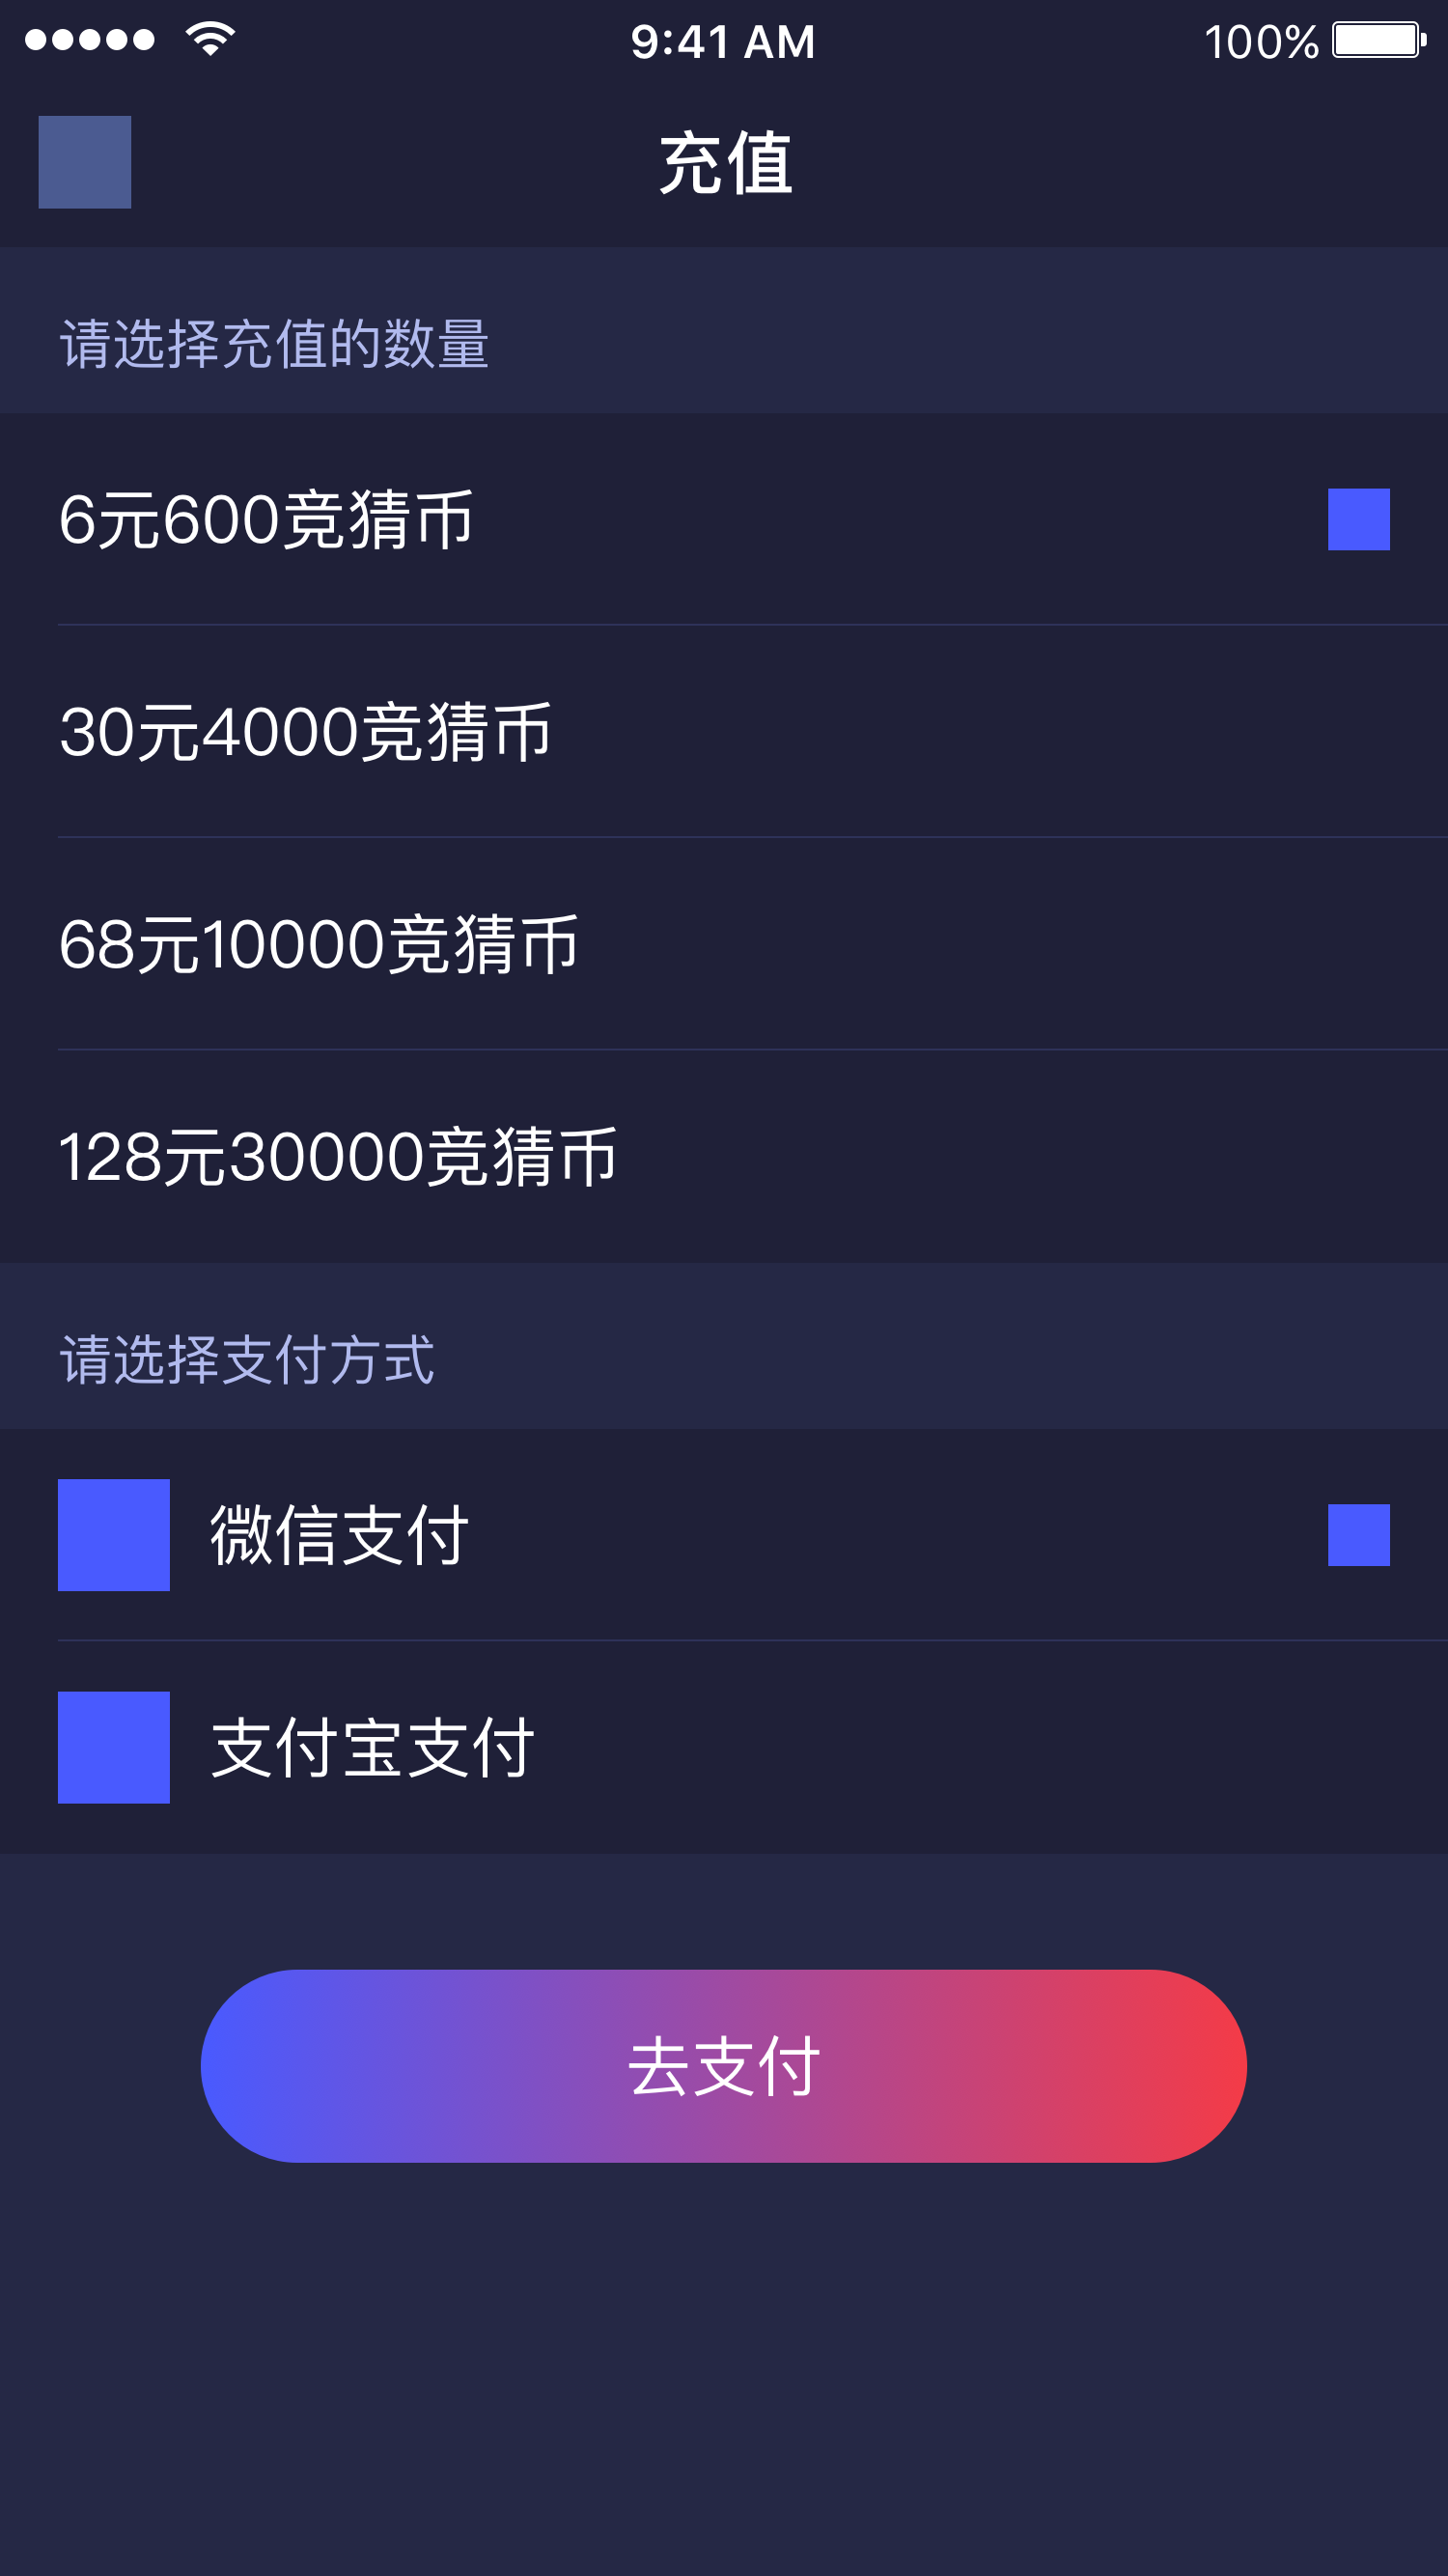 9:41 AM
100%
充值
请选择充值的数量
6元600竞猜币
30元4000竞猜币
68元10000竞猜币
128元30000竞猜币
请选择支付方式
微信支付
支付宝支付
去支付